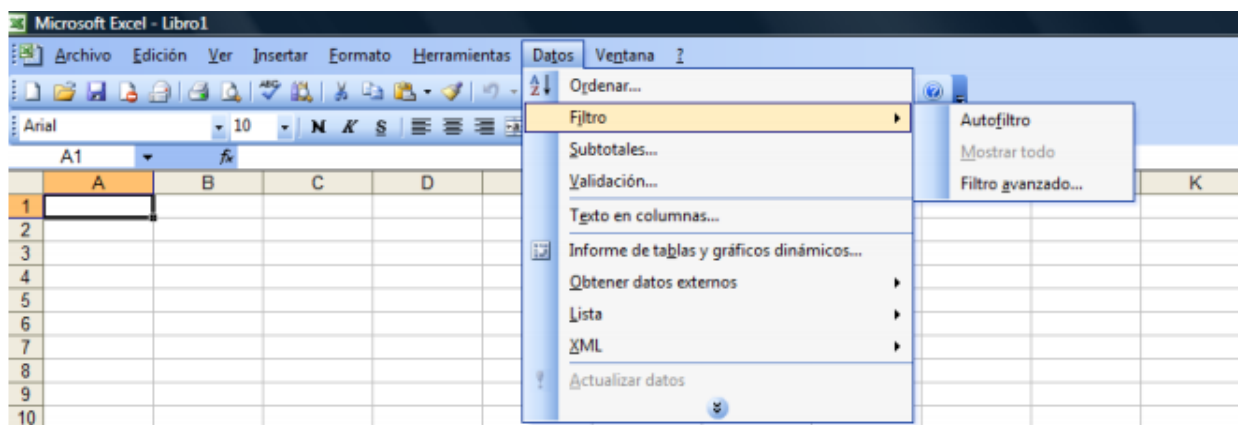 Microsoft Excel - Libro1
Archivo Edición Ver Insertar Formato Herramientas Datos Ventana ?
Ordenar...
Arial 10 N K S Filtro Autofiltro
A1 fx Subtotales... Mostrar todo
A B C D Validación... Filtro avanzado... K
1
2 Texto en columnas...
3 Informe de tablas y gráficos dinámicos...
4 Obtener datos externos
5
6 Lista
7 XML
8 Actualizar datos
9
10